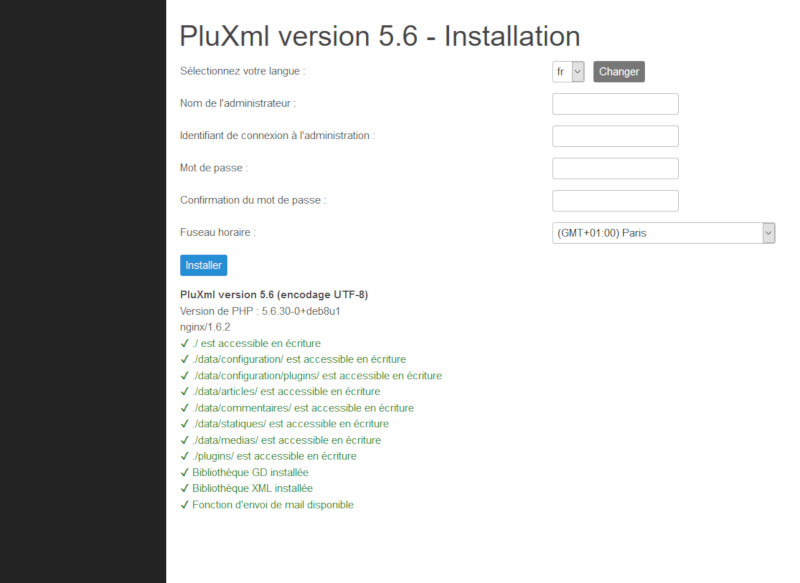 PluXml version 5.6 - Installation
Sélectionnez votre langue : fr Changer
Nom de l'administrateur :
Identifiant de connexion à l'administration :
Mot de passe :
Confirmation du mot de passe :
Fuseau horaire : (GMT+01:00) Paris
Installer
PluXml version 5.6 (encodage UTF-8)
Version de PHP : 5.6.30-0+deb8u1
nginx/1.6.2
✓ ./ est accessible en écriture
✓ ./data/configuration/ est accessible en écriture
✓ ./data/configuration/plugins/ est accessible en écriture
✓ ./data/articles/ est accessible en écriture
✓ ./data/commentaires/ est accessible en écriture
✓ ./data/statiques/ est accessible en écriture
✓ ./data/medias/ est accessible en écriture
✓ ./plugins/ est accessible en écriture
✓ Bibliothèque GD installée
✓ Bibliothèque XML installée
✓ Fonction d'envoi de mail disponible